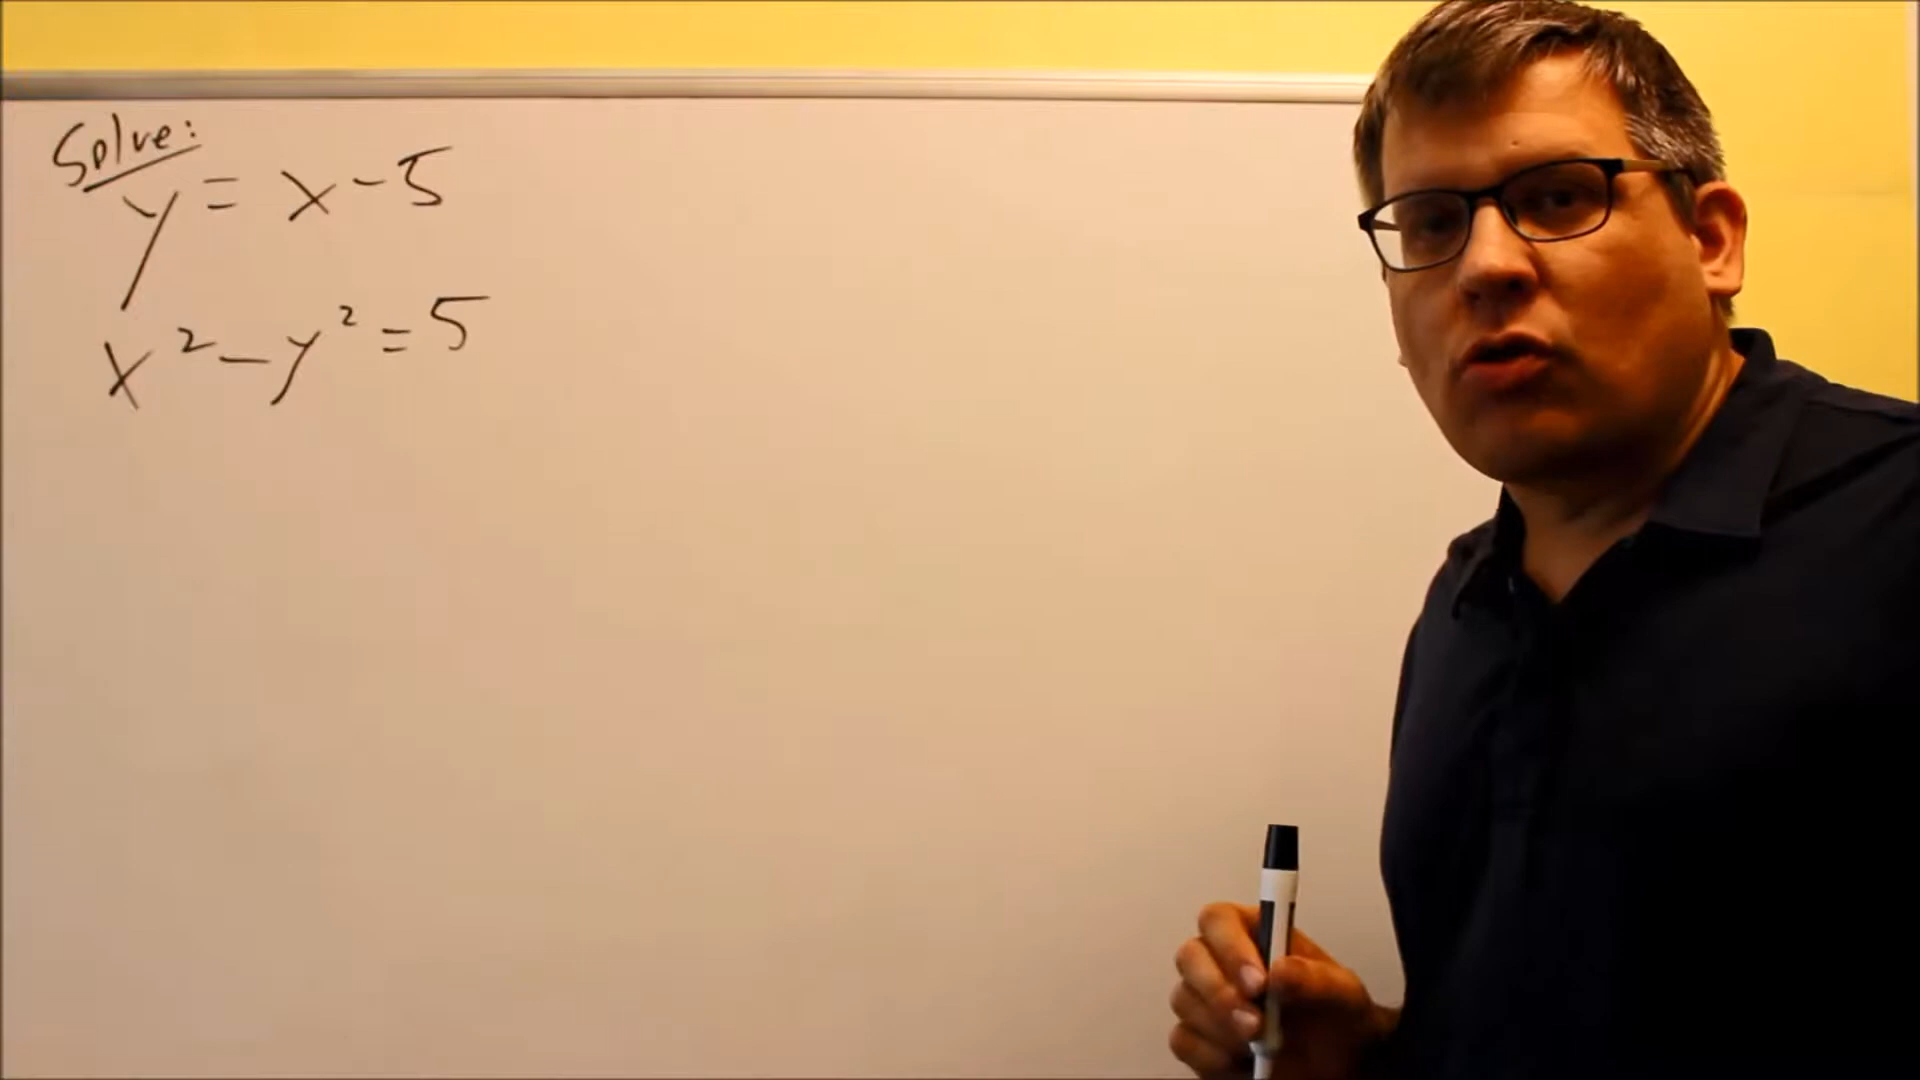 Solve:
y = x - 5
x² - y² = 5